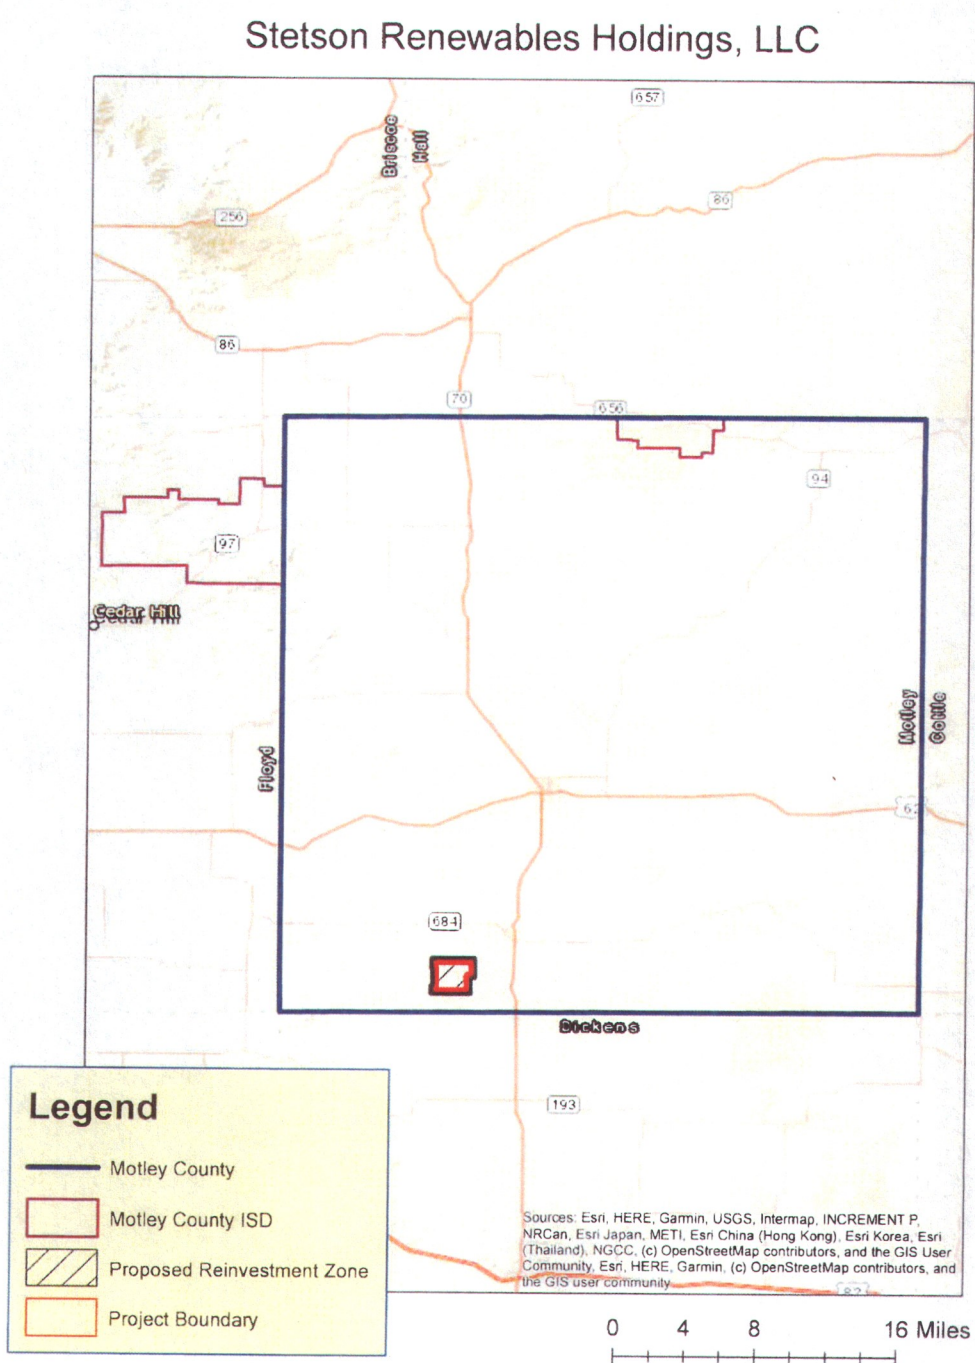 Stetson Renewables Holdings, LLC
657
Briscoe
Hall
86
256
86
70
656
94
97
Cedar Hill
Motley
Cottle
Floyd
62
684
Dickens
193
Legend
Motley County
Motley County ISD
Proposed Reinvestment Zone
Project Boundary
Sources: Esri, HERE, Garmin, USGS, Intermap, INCREMENT P,
NRCan, Esri Japan, METI, Esri China (Hong Kong), Esri Korea, Esri
(Thailand), NGCC, (c) OpenStreetMap contributors, and the GIS User
Community, Esri, HERE, Garmin, (c) OpenStreetMap contributors, and
the GIS user community
82
0 4 8 16 Miles